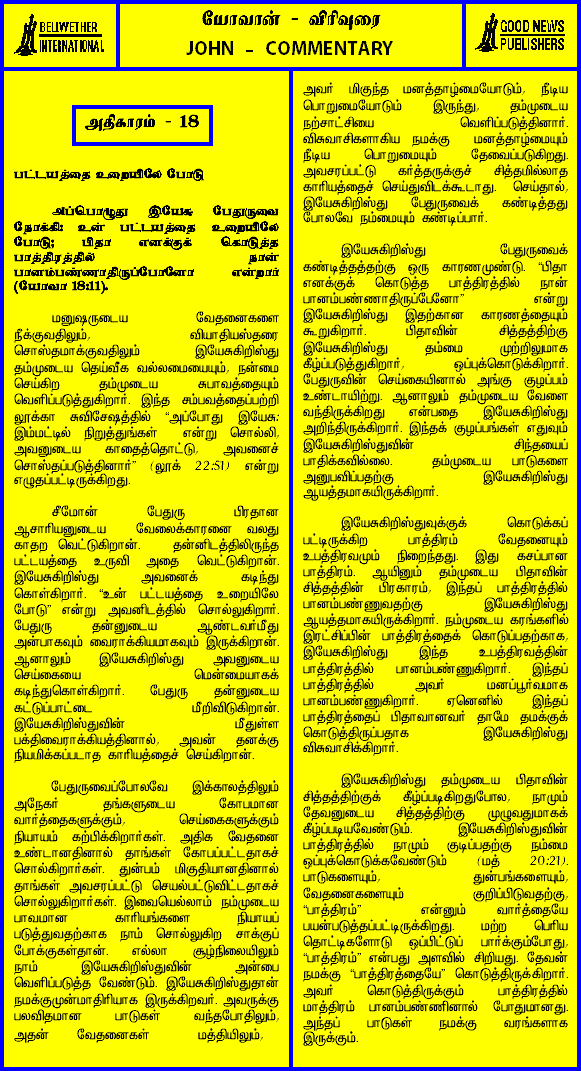 BELIWETHER
INTERNATIONAL
யோவான் - விரிவுரை
JOHN - COMMENTARY
GOOD NEWS
PUBLISHERS
அதிகாரம் - 18
பட்டயத்தை உறையிலே போடு
அப்பொழுது இயேசு பேதுருவை
நோக்கி: உன் பட்டயத்தை உறையிலே
போடு; பிதா எனக்குக் கொடுத்த
பாத்திரத்தில் நான்
பானம்பண்ணாதிருப்பேனோ என்றார்
(யோவா 18:11).
மனுஷருடைய வேதனைகளை
நீக்குவதிலும், வியாதியஸ்தரை
சொஸ்தமாக்குவதிலும் இயேசுகிறிஸ்து
தம்முடைய தெய்வீக வல்லமையையும், நன்மை
செய்கிற தம்முடைய சுபாவத்தையும்
வெளிப்படுத்துகிறார். இந்த சம்பவத்தைப்பற்றி
லூக்கா சுவிசேஷத்தில் “அப்போது இயேசு:
இம்மட்டில் நிறுத்துங்கள் என்று சொல்லி,
அவனுடைய காதைத்தொட்டு, அவனைச்
சொஸ்தப்படுத்தினார்” (லூக் 22:51) என்று
எழுதப்பட்டிருக்கிறது.
சீமோன் பேதுரு பிரதான
ஆசாரியனுடைய வேலைக்காரனை வலது
காதற வெட்டுகிறான். தன்னிடத்திலிருந்த
பட்டயத்தை உருவி அதை வெட்டுகிறான்.
இயேசுகிறிஸ்து அவனைக் கடிந்து
கொள்கிறார். “உன் பட்டயத்தை உறையிலே
போடு” என்று அவனிடத்தில் சொல்லுகிறார்.
பேதுரு தன்னுடைய ஆண்டவர்மீது
அன்பாகவும் வைராக்கியமாகவும் இருக்கிறான்.
ஆனாலும் இயேசுகிறிஸ்து அவனுடைய
செய்கையை மென்மையாகக்
கடிந்துகொள்கிறார். பேதுரு தன்னுடைய
கட்டுப்பாட்டை மீறிவிடுகிறான்.
இயேசுகிறிஸ்துவின் மீதுள்ள
பக்திவைராக்கியத்தினால், அவன் தனக்கு
நியமிக்கப்படாத காரியத்தைச் செய்கிறான்.
பேதுருவைப்போலவே இக்காலத்திலும்
அநேகர் தங்களுடைய கோபமான
வார்த்தைகளுக்கும், செய்கைகளுக்கும்
நியாயம் கற்பிக்கிறார்கள். அதிக வேதனை
உண்டானதினால் தாங்கள் கோபப்பட்டதாகச்
சொல்கிறார்கள். துன்பம் மிகுதியானதினால்
தாங்கள் அவசரப்பட்டு செயல்பட்டுவிட்டதாகச்
சொல்லுகிறார்கள். இவையெல்லாம் நம்முடைய
பாவமான காரியங்களை நியாயப்
படுத்துவதற்காக நாம் சொல்லுகிற சாக்குப்
போக்குகள்தான். எல்லா சூழ்நிலையிலும்
நாம் இயேசுகிறிஸ்துவின் அன்பை
வெளிப்படுத்த வேண்டும். இயேசுகிறிஸ்துதான்
நமக்குமுன்மாதிரியாக இருக்கிறவர். அவருக்கு
பலவிதமான பாடுகள் வந்தபோதிலும்,
அதன் வேதனைகள் மத்தியிலும்,
அவர் மிகுந்த மனத்தாழ்மையோடும், நீடிய
பொறுமையோடும் இருந்து, தம்முடைய
நற்சாட்சியை வெளிப்படுத்தினார்.
விசுவாசிகளாகிய நமக்கு மனத்தாழ்மையும்
நீடிய பொறுமையும் தேவைப்படுகிறது.
அவசரப்பட்டு கர்த்தருக்குச் சித்தமில்லாத
காரியத்தைச் செய்துவிடக்கூடாது. செய்தால்,
இயேசுகிறிஸ்து பேதுருவைக் கண்டித்தது
போலவே நம்மையும் கண்டிப்பார்.
இயேசுகிறிஸ்து பேதுருவைக்
கண்டித்ததற்கு ஒரு காரணமுண்டு. “பிதா
எனக்குக் கொடுத்த பாத்திரத்தில் நான்
பானம்பண்ணாதிருப்பேனோ” என்று
இயேசுகிறிஸ்து இதற்கான காரணத்தையும்
கூறுகிறார். பிதாவின் சித்தத்திற்கு
இயேசுகிறிஸ்து தம்மை முற்றிலுமாக
கீழ்ப்படுத்துகிறார், ஒப்புக்கொடுக்கிறார்.
பேதுருவின் செய்கையினால் அங்கு குழப்பம்
உண்டாயிற்று. ஆனாலும் தம்முடைய வேளை
வந்திருக்கிறது என்பதை இயேசுகிறிஸ்து
அறிந்திருக்கிறார். இந்தக் குழப்பங்கள் எதுவும்
இயேசுகிறிஸ்துவின் சிந்தையைப்
பாதிக்கவில்லை. தம்முடைய பாடுகளை
அனுபவிப்பதற்கு இயேசுகிறிஸ்து
ஆயத்தமாகயிருக்கிறார்.
இயேசுகிறிஸ்துவுக்குக் கொடுக்கப்
பட்டிருக்கிற பாத்திரம் வேதனையும்
உபத்திரவமும் நிறைந்தது. இது கசப்பான
பாத்திரம். ஆயினும் தம்முடைய பிதாவின்
சித்தத்தின் பிரகாரம், இந்தப் பாத்திரத்தில்
பானம்பண்ணுவதற்கு இயேசுகிறிஸ்து
ஆயத்தமாகயிருக்கிறார். நம்முடைய கரங்களில்
இரட்சிப்பின் பாத்திரத்தைக் கொடுப்பதற்காக,
இயேசுகிறிஸ்து இந்த உபத்திரவத்தின்
பாத்திரத்தில் பானம்பண்ணுகிறார். இந்தப்
பாத்திரத்தில் அவர் மனப்பூர்வமாக
பானம்பண்ணுகிறார். ஏனெனில் இந்தப்
பாத்திரத்தைப் பிதாவானவர் தாமே தமக்குக்
கொடுத்திருப்பதாக இயேசுகிறிஸ்து
விசுவாசிக்கிறார்.
இயேசுகிறிஸ்து தம்முடைய பிதாவின்
சித்தத்திற்குக் கீழ்ப்படிகிறதுபோல, நாமும்
தேவனுடைய சித்தத்திற்கு முழுவதுமாகக்
கீழ்ப்படியவேண்டும். இயேசுகிறிஸ்துவின்
பாத்திரத்தில் நாமும் குடிப்பதற்கு நம்மை
ஒப்புக்கொடுக்கவேண்டும் (மத் 20:21).
பாடுகளையும், துன்பங்களையும்,
வேதனைகளையும் குறிப்பிடுவதற்கு,
“பாத்திரம்” என்னும் வார்த்தையே
பயன்படுத்தப்பட்டிருக்கிறது. மற்ற பெரிய
தொட்டிகளோடு ஒப்பிட்டுப் பார்க்கும்போது,
“பாத்திரம்” என்பது அளவில் சிறியது. தேவன்
நமக்கு “பாத்திரத்தையே” கொடுத்திருக்கிறார்.
அவர் கொடுத்திருக்கும் பாத்திரத்தில்
மாத்திரம் பானம்பண்ணினால் போதுமானது.
அந்தப் பாடுகள் நமக்கு வரங்களாக
இருக்கும்.